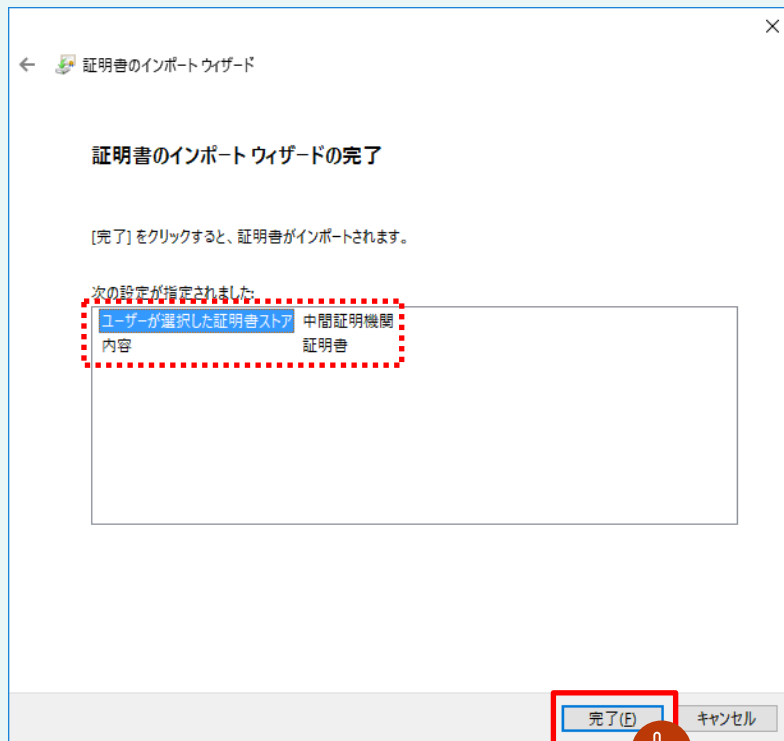 証明書のインポート ウィザード
証明書のインポート ウィザードの完了
[完了] をクリックすると、証明書がインポートされます。
次の設定が指定されました:
ユーザーが選択した証明書ストア 中間証明機関
内容 証明書
完了(F) キャンセル